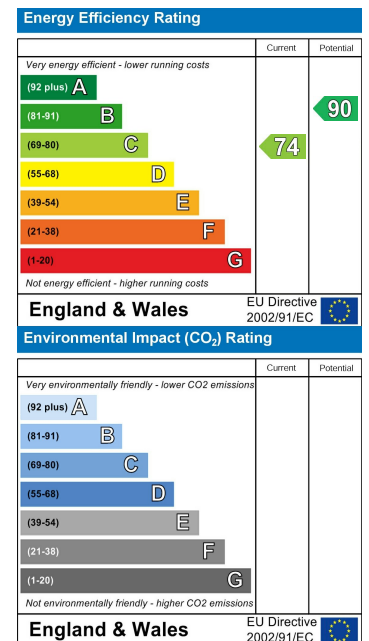 Energy Efficiency Rating
Current Potential
Very energy efficient - lower running costs
(92 plus) A
(81-91) B
(69-80) C
(55-68) D
(39-54) E
(21-38) F
(1-20) G
90
74
Not energy efficient - higher running costs
England & Wales
EU Directive
2002/91/EC
Environmental Impact (CO₂) Rating
Current Potential
Very environmentally friendly - lower CO2 emissions
(92 plus) A
(81-91) B
(69-80) C
(55-68) D
(39-54) E
(21-38) F
(1-20) G
Not environmentally friendly - higher CO2 emissions
England & Wales
EU Directive
2002/91/EC